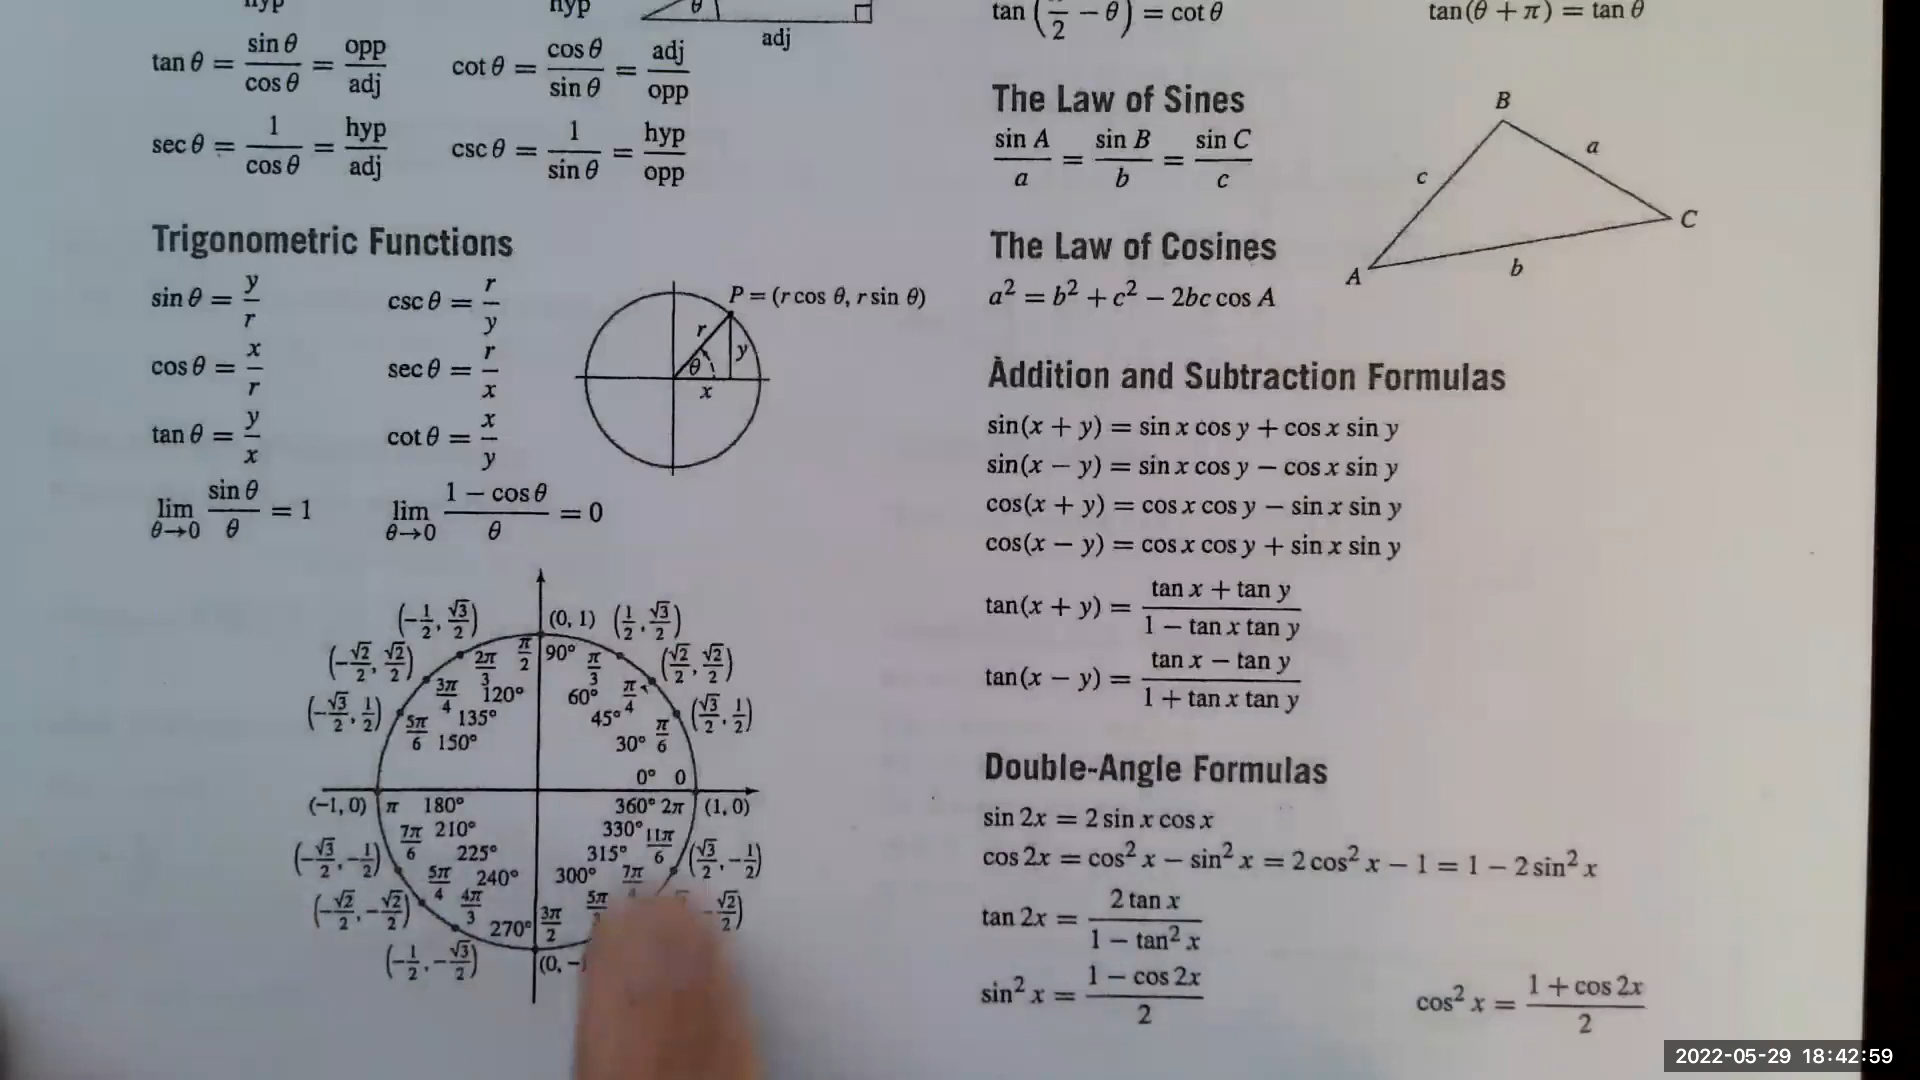 hyp
hyp
θ
adj
tan θ = sin θ / cos θ = opp / adj
cot θ = cos θ / sin θ = adj / opp
sec θ = 1 / cos θ = hyp / adj
csc θ = 1 / sin θ = hyp / opp
Trigonometric Functions
sin θ = y / r
csc θ = r / y
cos θ = x / r
sec θ = r / x
tan θ = y / x
cot θ = x / y
P = (r cos θ, r sin θ)
r
θ
y
x
lim θ→0 sin θ / θ = 1
lim θ→0 1 − cos θ / θ = 0
(−1/2, √3/2)
(0, 1)
(1/2, √3/2)
(−√2/2, √2/2)
2π/3
π/2
90°
π/3
(√2/2, √2/2)
(−√3/2, 1/2)
3π/4
120°
60°
π/4
(√3/2, 1/2)
5π/6
135°
45°
150°
30°
π/6
0° 0
(−1, 0)
π
180°
360° 2π
(1, 0)
7π/6
210°
330°
11π/6
(−√3/2, −1/2)
225°
315°
(√3/2, −1/2)
5π/4
240°
300°
7π/4
(−√2/2, −√2/2)
4π/3
5π
− √2/2)
270°
3π/2
(−1/2, −√3/2)
(0, −
tan (π/2 − θ) = cot θ
tan(θ + π) = tan θ
The Law of Sines
sin A / a = sin B / b = sin C / c
B
a
c
C
A
b
The Law of Cosines
a² = b² + c² − 2bc cos A
Addition and Subtraction Formulas
sin(x + y) = sin x cos y + cos x sin y
sin(x − y) = sin x cos y − cos x sin y
cos(x + y) = cos x cos y − sin x sin y
cos(x − y) = cos x cos y + sin x sin y
tan(x + y) = tan x + tan y / 1 − tan x tan y
tan(x − y) = tan x − tan y / 1 + tan x tan y
Double-Angle Formulas
sin 2x = 2 sin x cos x
cos 2x = cos² x − sin² x = 2 cos² x − 1 = 1 − 2 sin² x
tan 2x = 2 tan x / 1 − tan² x
sin² x = 1 − cos 2x / 2
cos² x = 1 + cos 2x / 2
2022-05-29 18:42:59